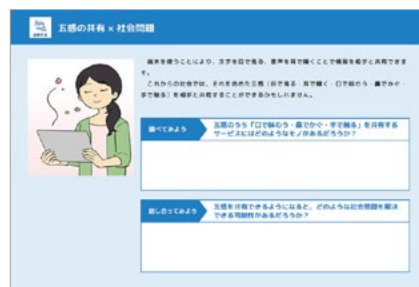 五感の共有 × 社会問題
端末を使うことにより、文字を目で見る、音声を耳で聴くことで情報を相手と共有できます。
これからの社会では、それを含めた五感（目で見る・耳で聴く・口で味わう・鼻でかぐ・手で触る）を相手と共有することができるかもしれません。
調べてみよう
五感のうち「口で味わう・鼻でかぐ・手で触る」を共有する
サービスにはどのようなモノがあるだろうか？
話し合ってみよう
五感を共有できるようになると、どのような社会問題を解決
できる可能性があるだろうか？